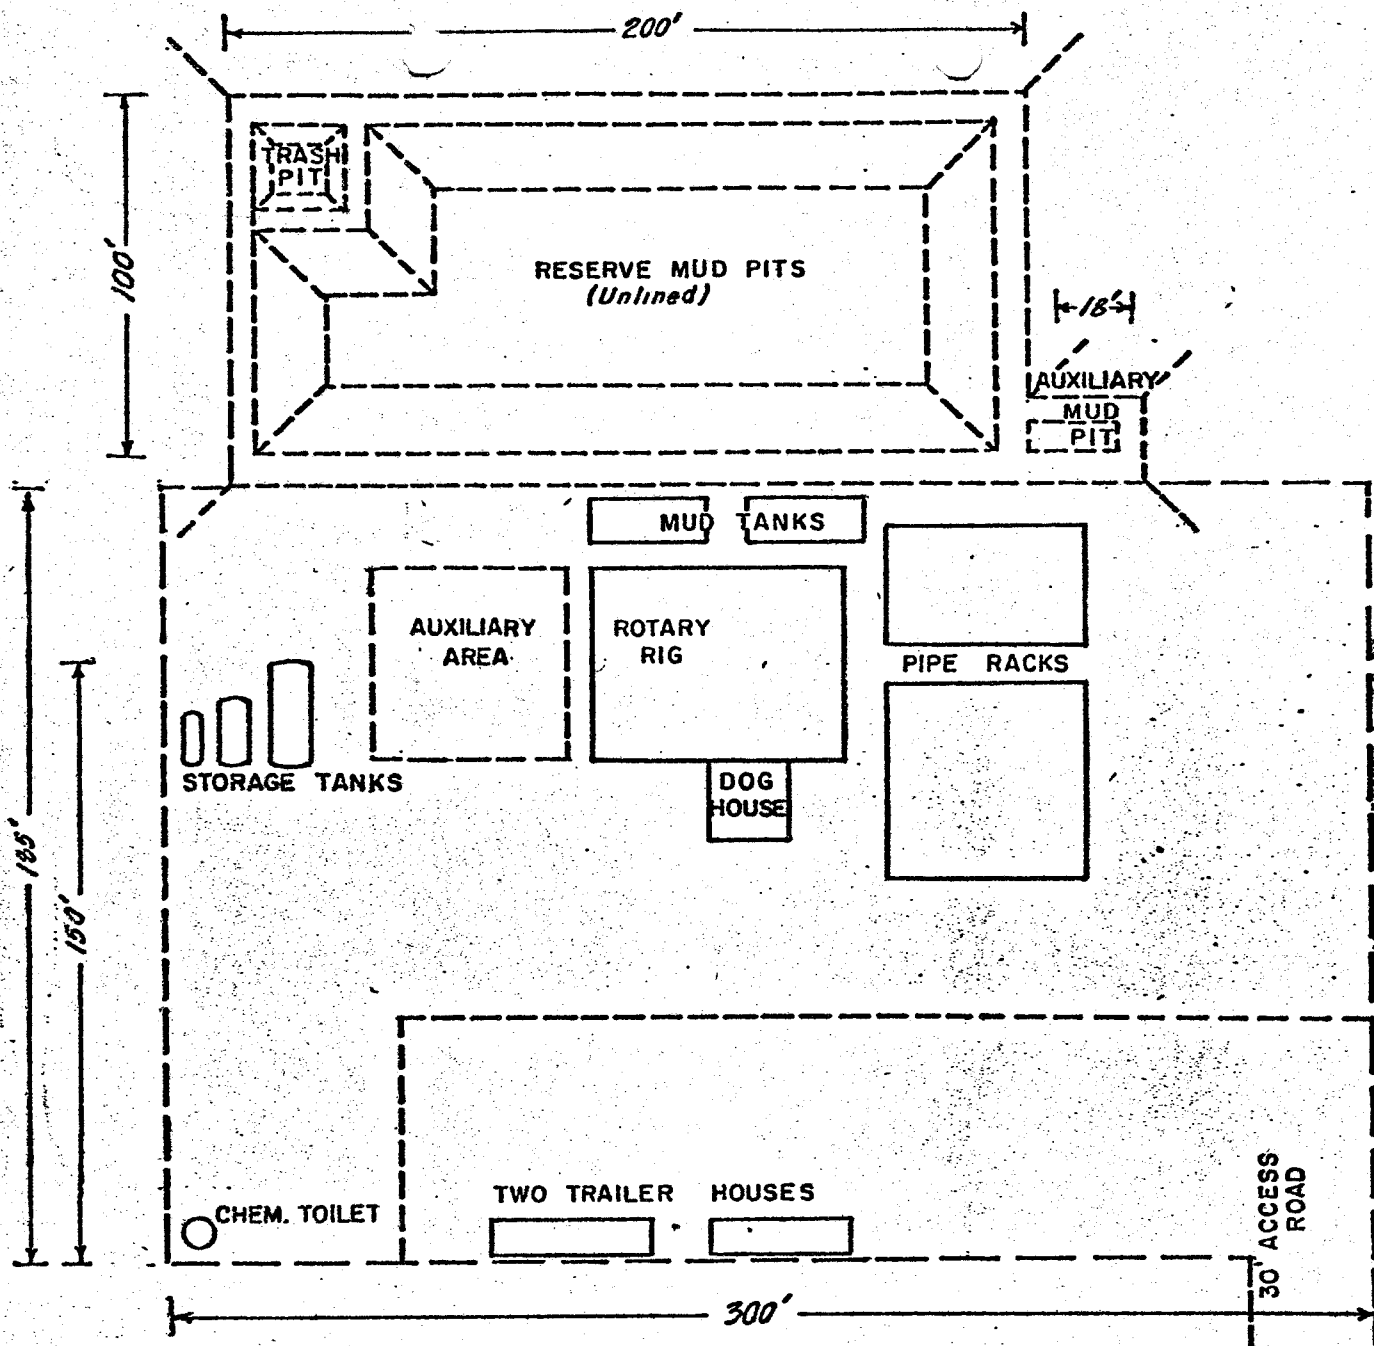 200'
TRASH
PIT
100'
RESERVE MUD PITS
(Unlined)
18'
AUXILIARY
MUD
PIT
MUD TANKS
AUXILIARY
AREA
ROTARY
RIG
PIPE RACKS
STORAGE TANKS
DOG
HOUSE
185'
150'
TWO TRAILER HOUSES
CHEM. TOILET
30' ACCESS
ROAD
300'